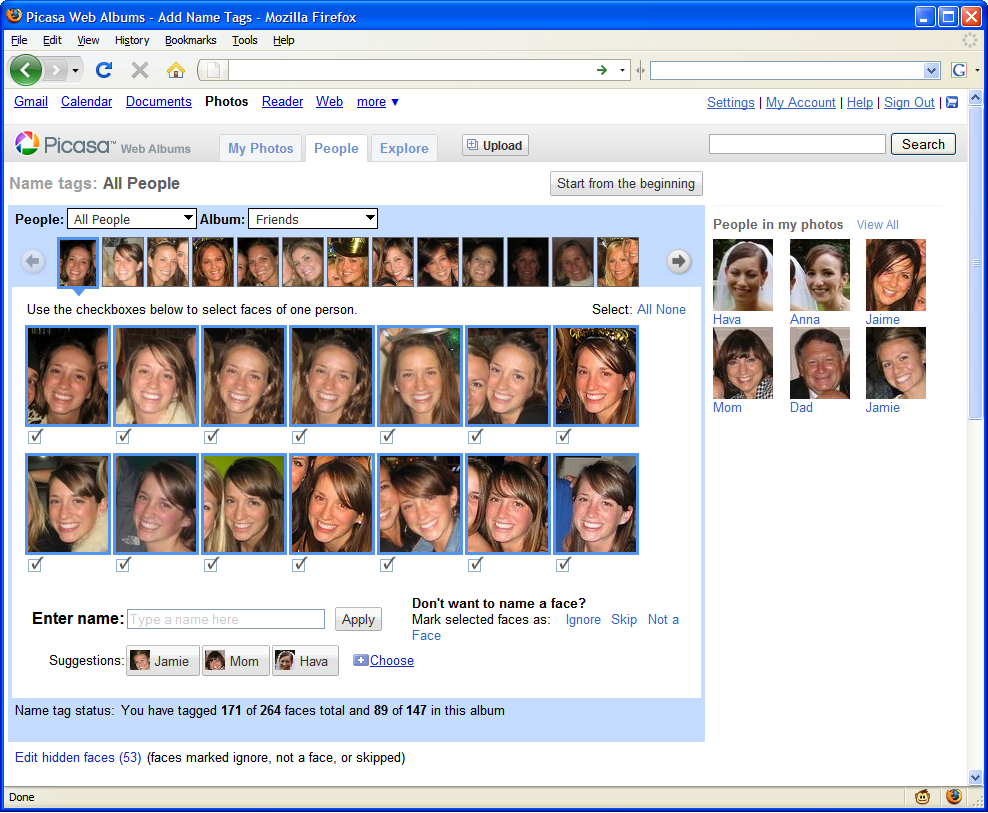 Picasa Web Albums - Add Name Tags - Mozilla Firefox
File Edit View History Bookmarks Tools Help
G
Gmail Calendar Documents Photos Reader Web more ▼
Settings | My Account | Help | Sign Out |
Picasa™ Web Albums My Photos People Explore Upload Search
Name tags: All People Start from the beginning
People: All People Album: Friends
People in my photos View All
Use the checkboxes below to select faces of one person. Select: All None
Hava Anna Jaime
Mom Dad Jamie
Enter name: Type a name here Apply
Don't want to name a face?
Mark selected faces as: Ignore Skip Not a
Face
Suggestions: Jamie Mom Hava Choose
Name tag status: You have tagged 171 of 264 faces total and 89 of 147 in this album
Edit hidden faces (53) (faces marked ignore, not a face, or skipped)
Done